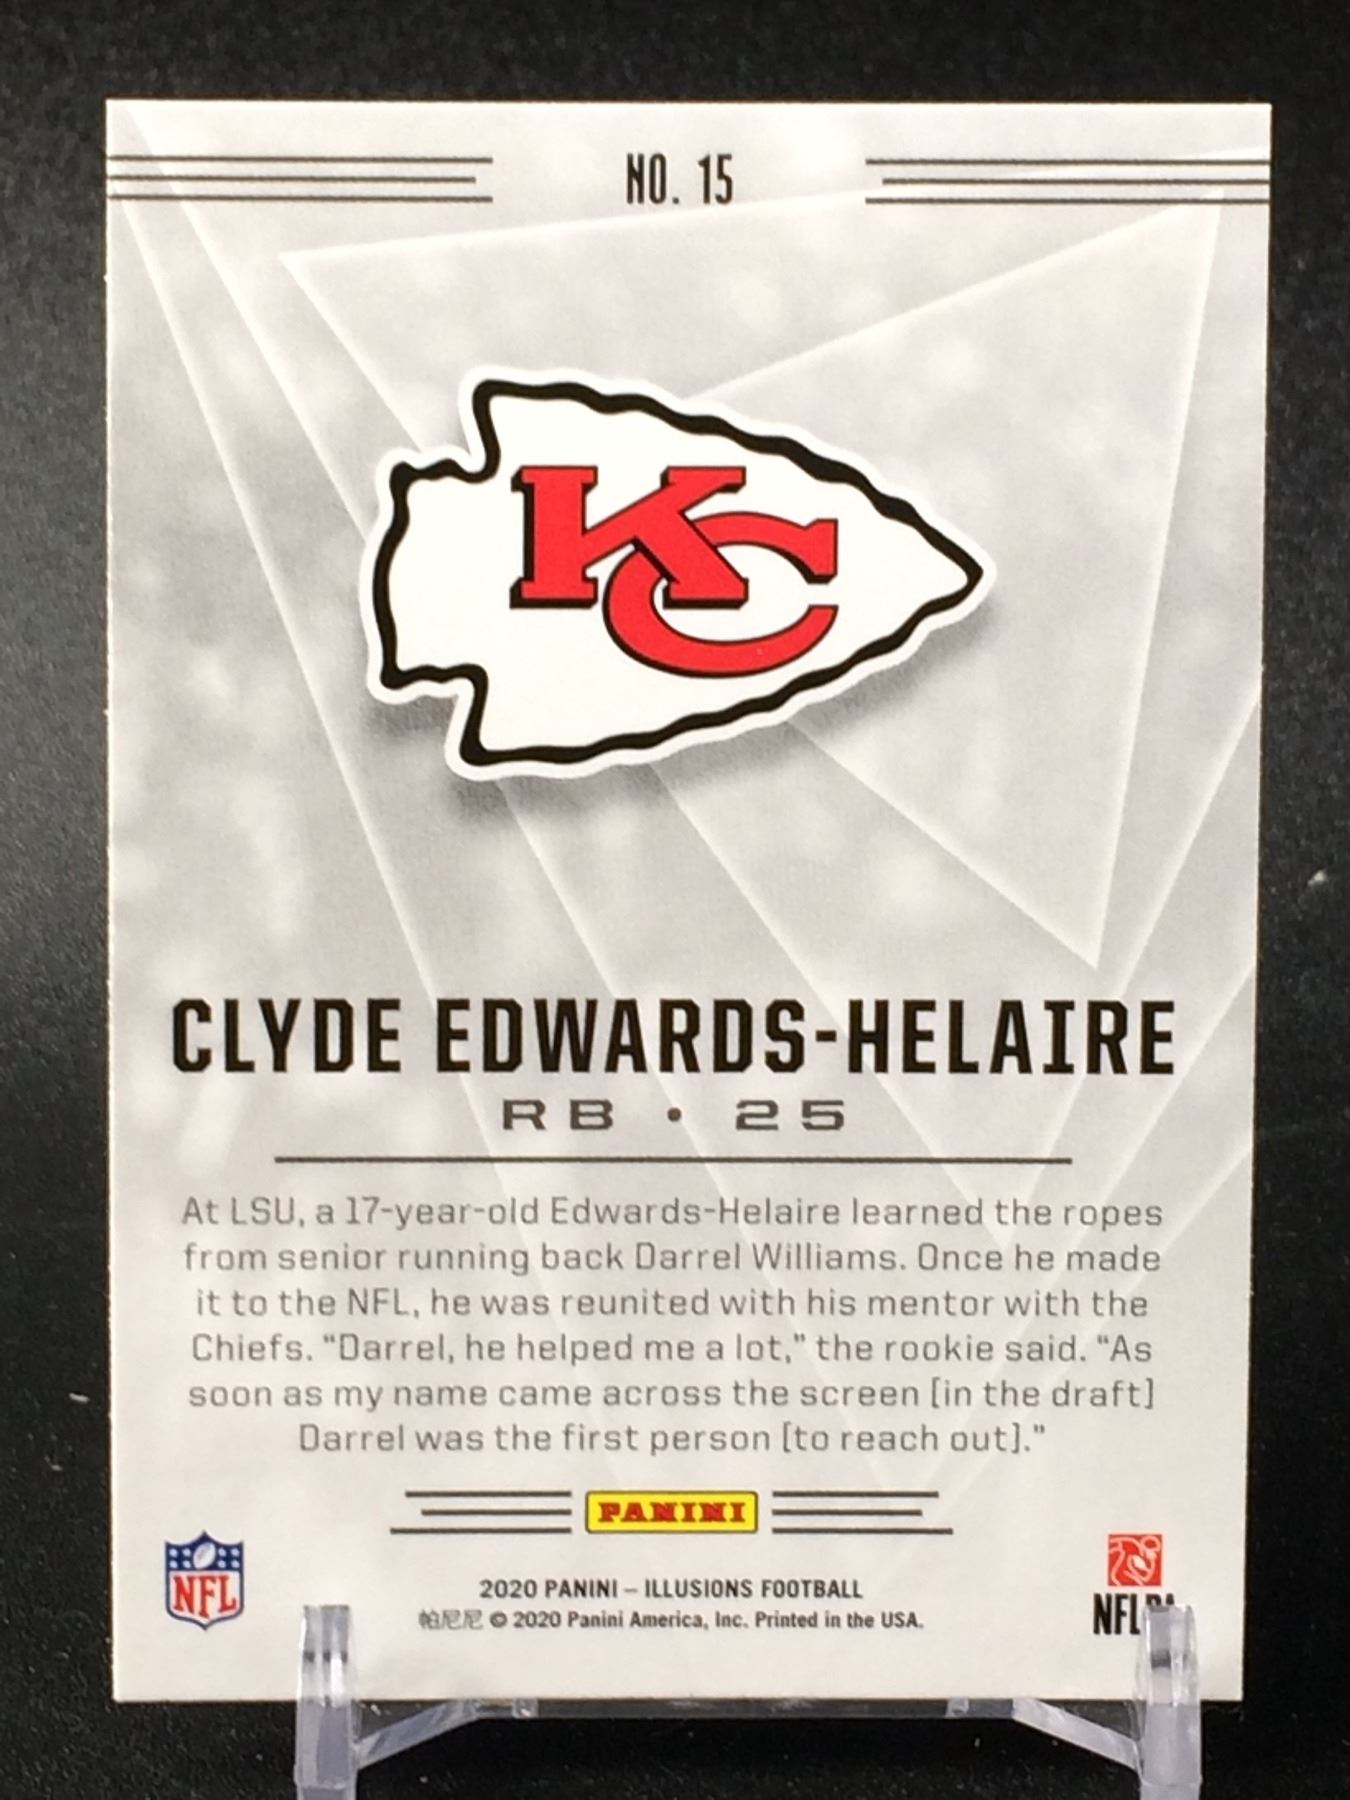 NO. 15
KC
CLYDE EDWARDS-HELAIRE
RB • 25
At LSU, a 17-year-old Edwards-Helaire learned the ropes
from senior running back Darrel Williams. Once he made
it to the NFL, he was reunited with his mentor with the
Chiefs. “Darrel, he helped me a lot,” the rookie said. “As
soon as my name came across the screen [in the draft]
Darrel was the first person [to reach out].”
PANINI
NFL
2020 PANINI – ILLUSIONS FOOTBALL
帕尼尼 © 2020 Panini America, Inc. Printed in the USA.